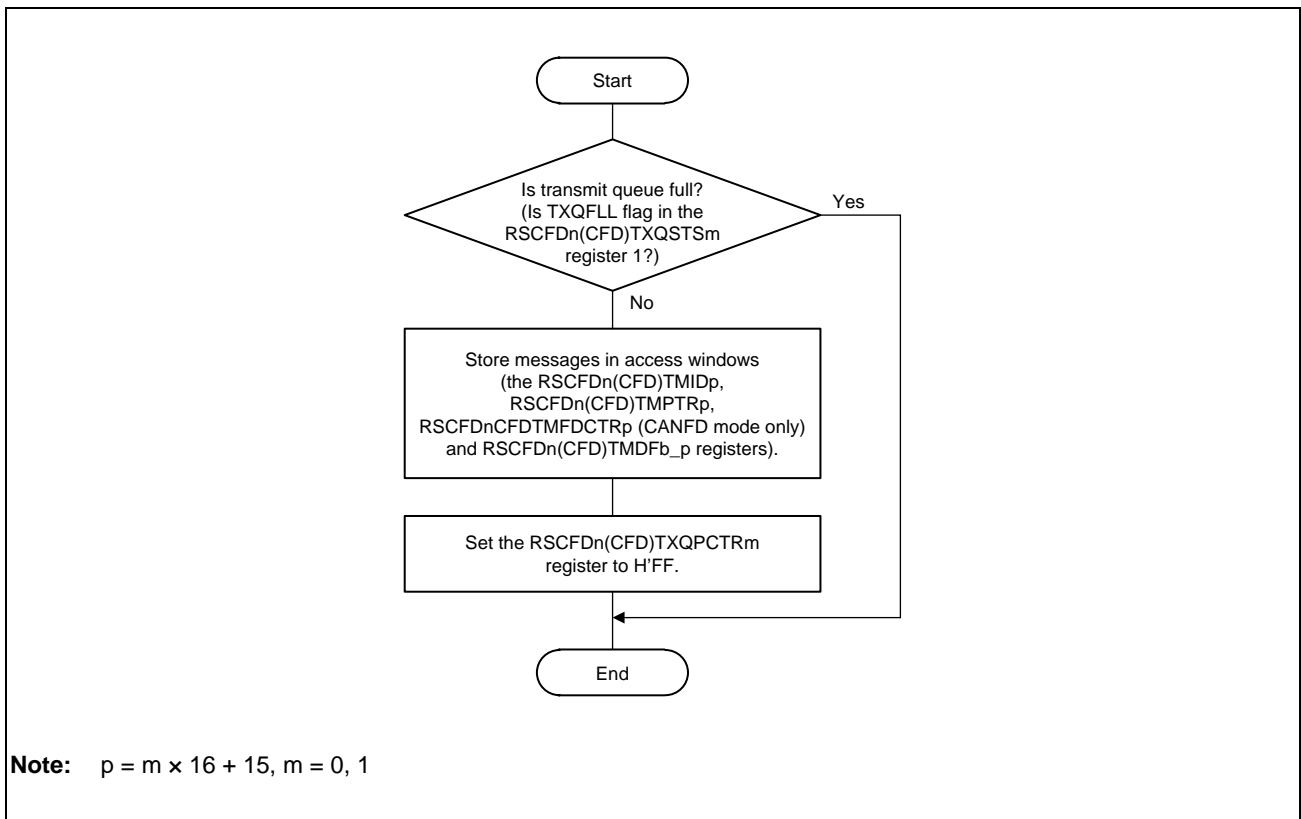 Start
Is transmit queue full?
(Is TXQFLL flag in the
RSCFDn(CFD)TXQSTSm
register 1?)
Yes
No
Store messages in access windows
(the RSCFDn(CFD)TMIDp,
RSCFDn(CFD)TMPTRp,
RSCFDnCFDTMFDCTRp (CANFD mode only)
and RSCFDn(CFD)TMDFb_p registers).
Set the RSCFDn(CFD)TXQPCTRm
register to H'FF.
End
Note: p = m × 16 + 15, m = 0, 1